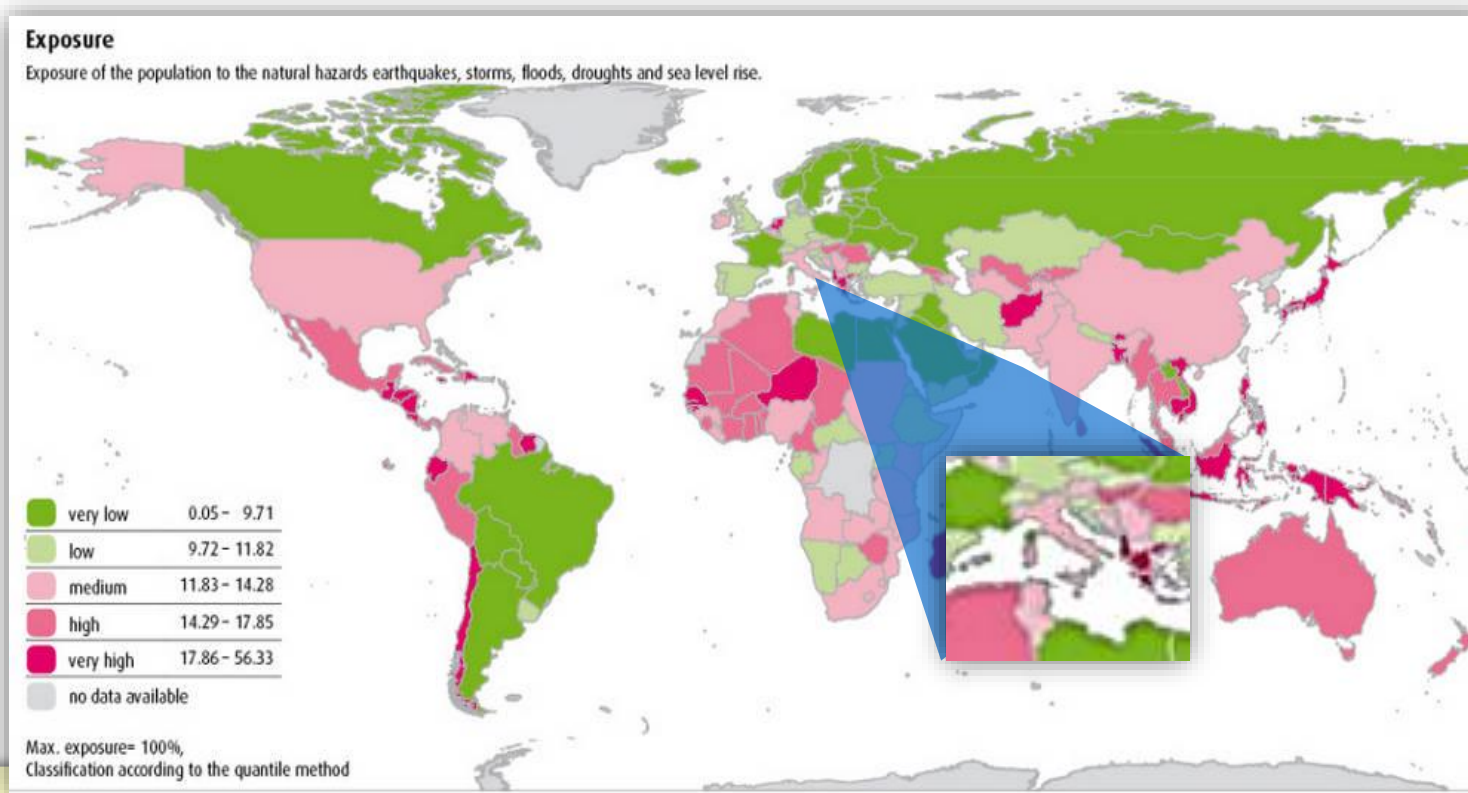 Exposure
Exposure of the population to the natural hazards earthquakes, storms, floods, droughts and sea level rise.
very low 0.05 - 9.71
low 9.72 - 11.82
medium 11.83 - 14.28
high 14.29 - 17.85
very high 17.86 - 56.33
no data available
Max. exposure= 100%,
Classification according to the quantile method